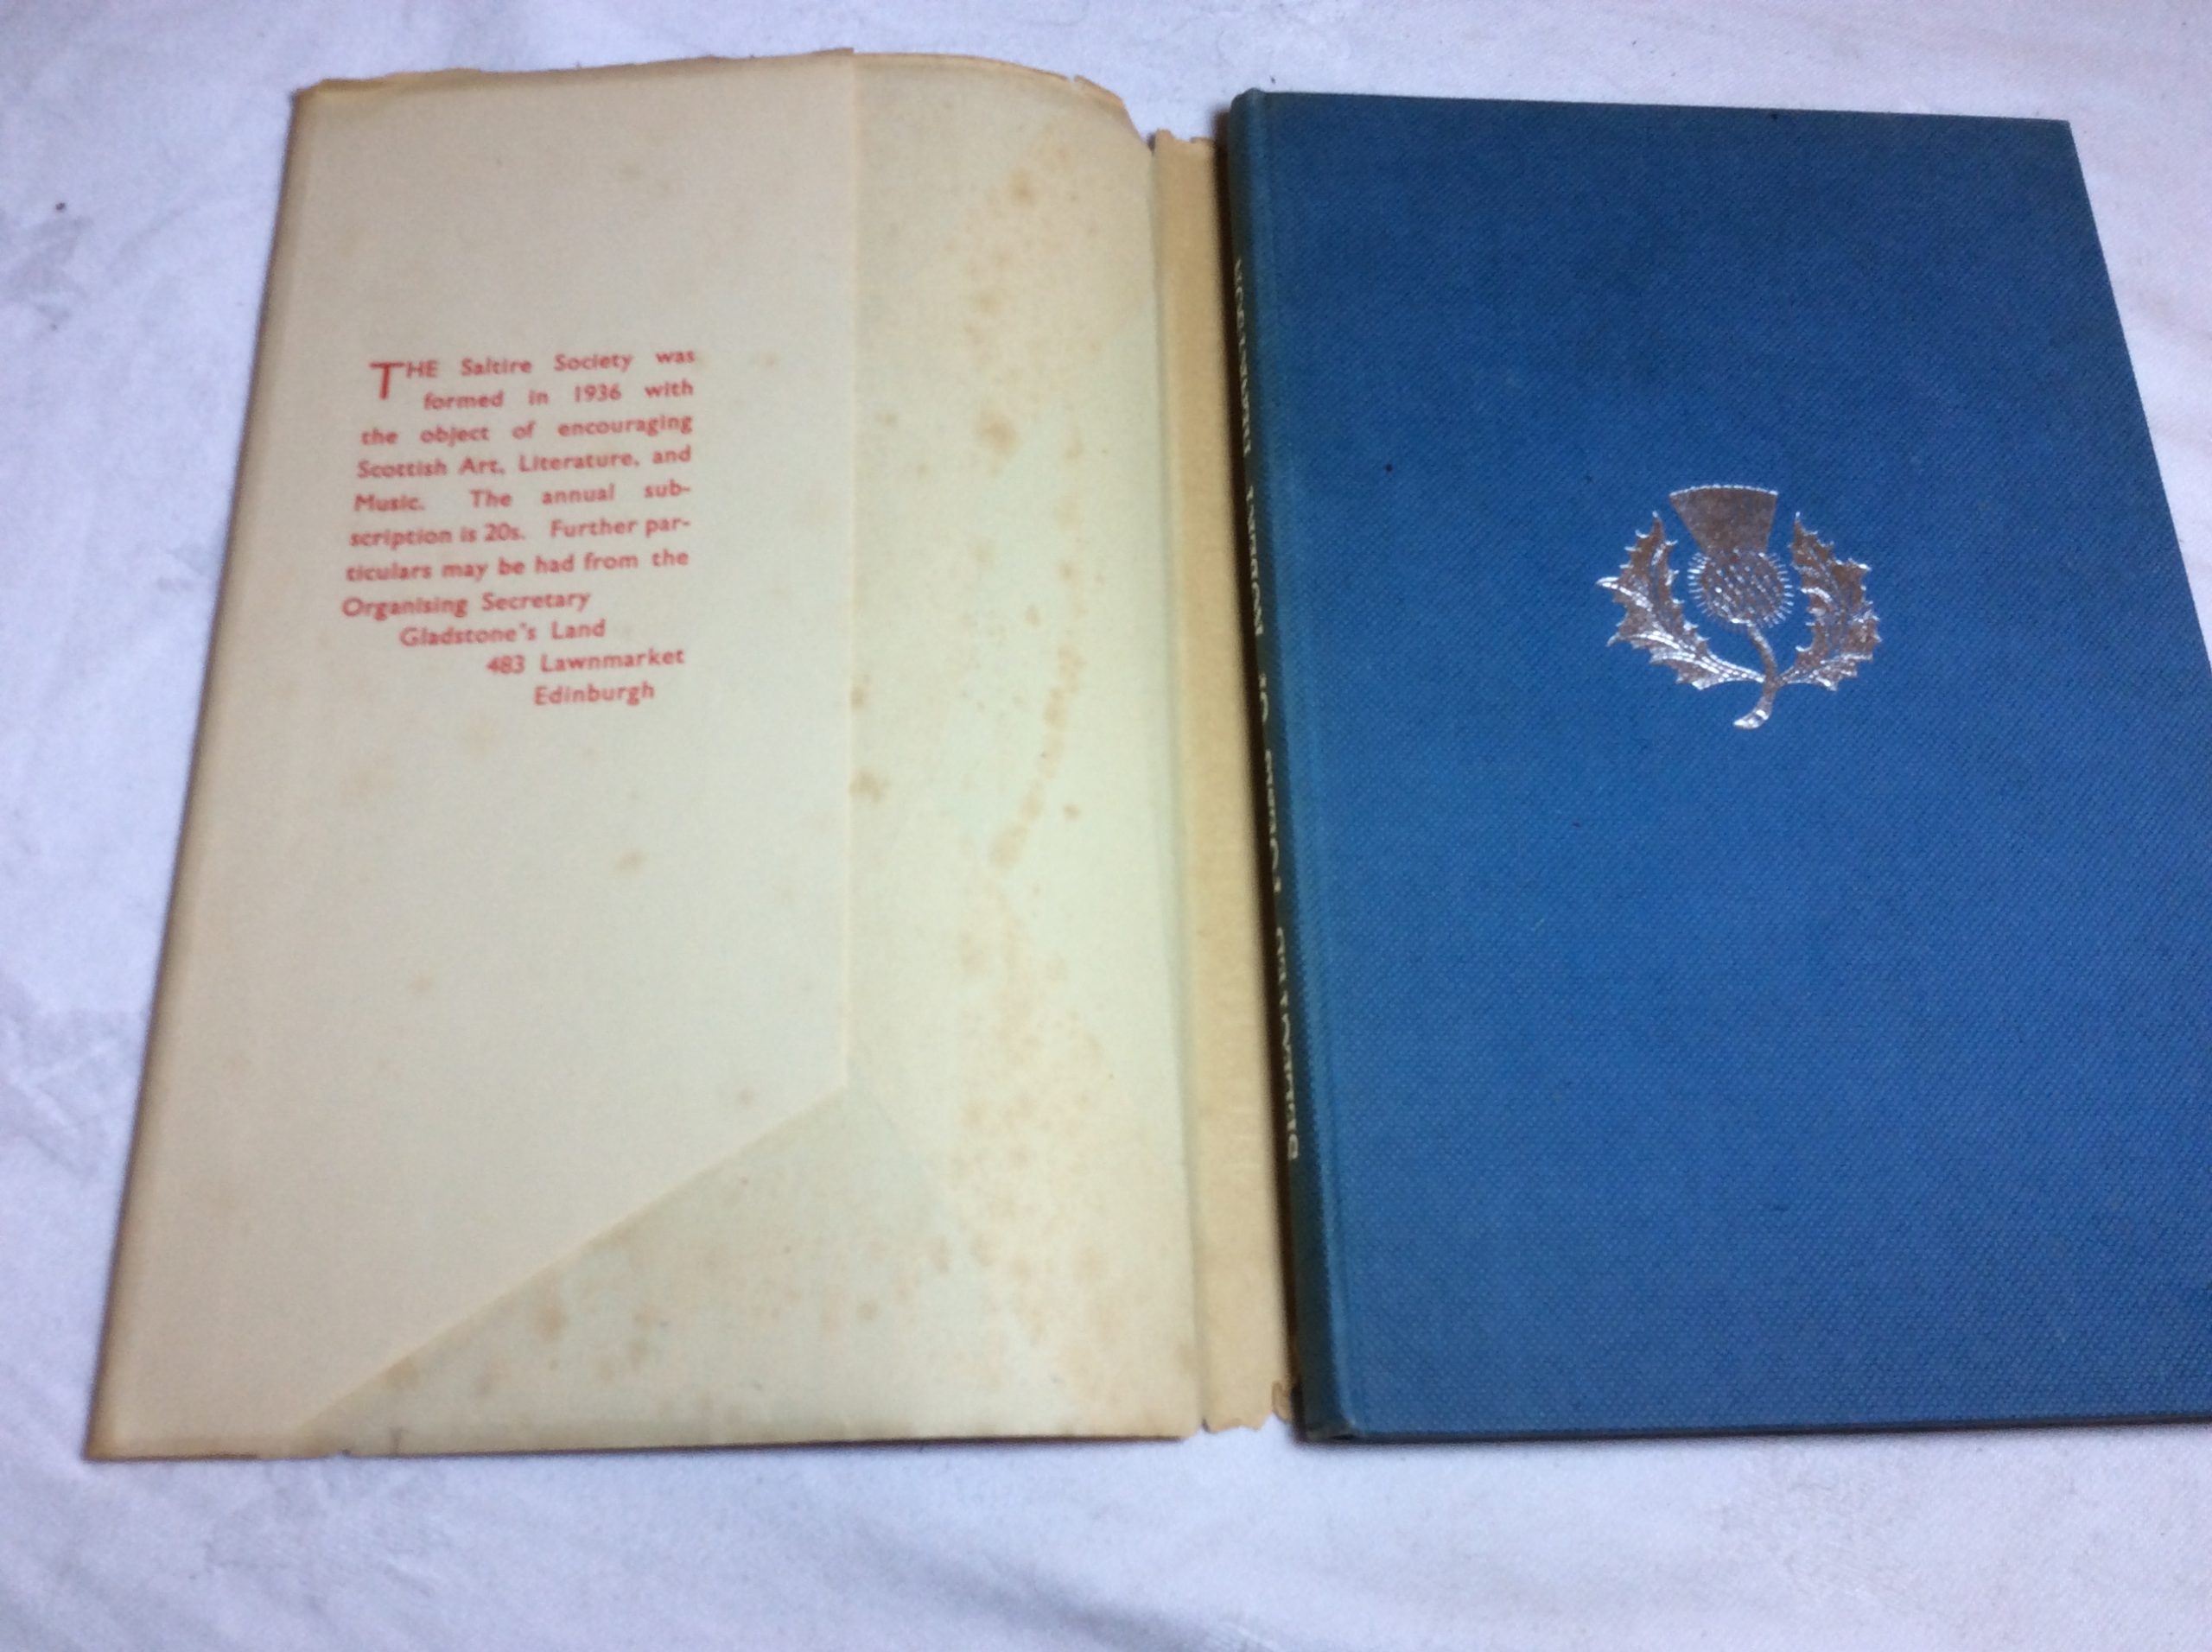 THE Saltire Society was
formed in 1936 with
the object of encouraging
Scottish Art, Literature, and
Music. The annual sub-
scription is 20s. Further par-
ticulars may be had from the
Organising Secretary
Gladstone's Land
483 Lawnmarket
Edinburgh